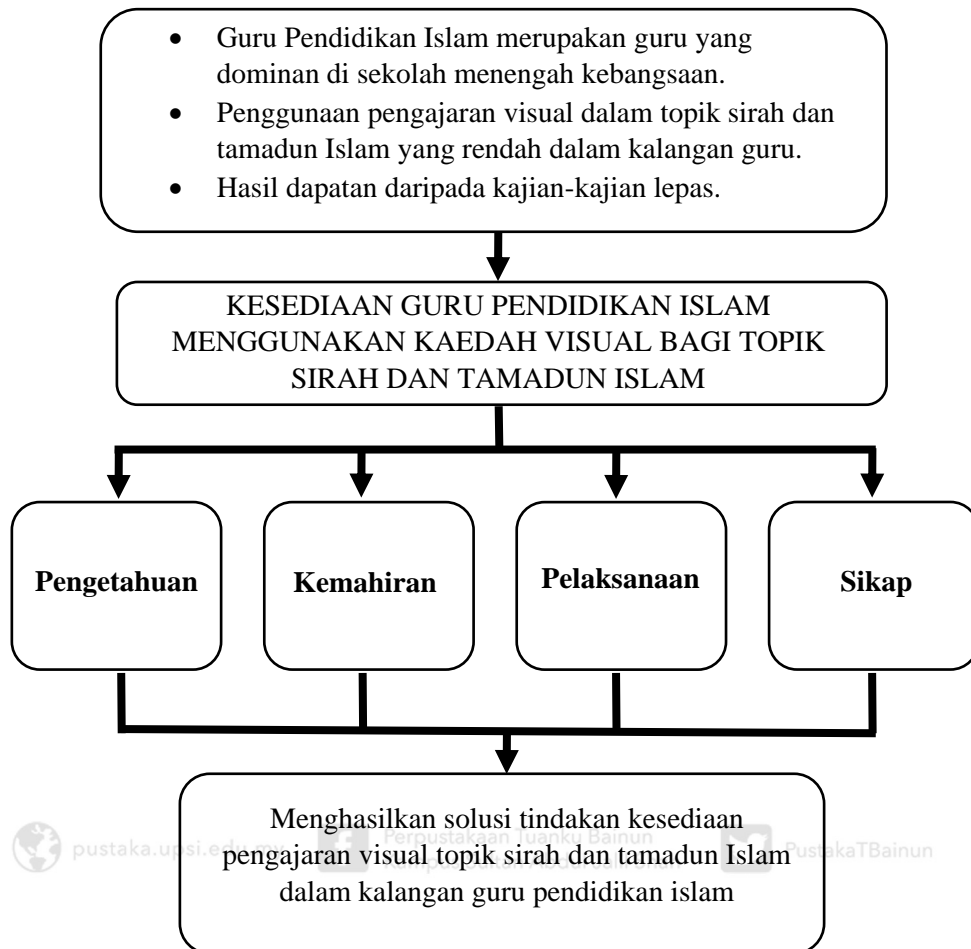 • Guru Pendidikan Islam merupakan guru yang
dominan di sekolah menengah kebangsaan.
• Penggunaan pengajaran visual dalam topik sirah dan
tamadun Islam yang rendah dalam kalangan guru.
• Hasil dapatan daripada kajian-kajian lepas.
KESEDIAAN GURU PENDIDIKAN ISLAM
MENGGUNAKAN KAEDAH VISUAL BAGI TOPIK
SIRAH DAN TAMADUN ISLAM
Pengetahuan
Kemahiran
Pelaksanaan
Sikap
Menghasilkan solusi tindakan kesediaan
pengajaran visual topik sirah dan tamadun Islam
dalam kalangan guru pendidikan islam
pustaka.upsi.edu.my
Perpustakaan Tuanku Bainun
PustakaTBainun